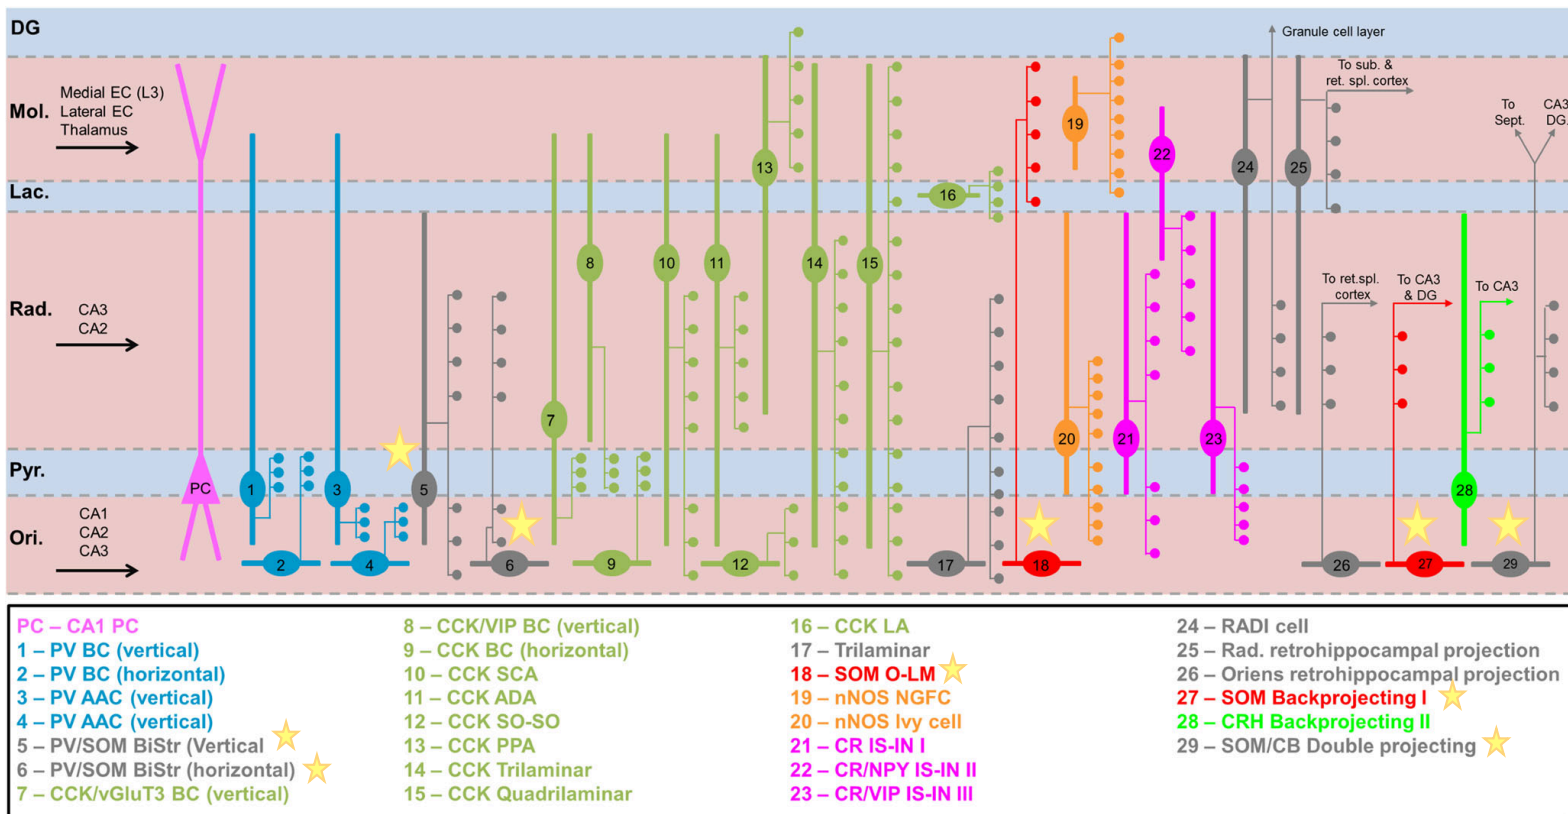 DG
Granule cell layer
To sub. &
ret. spl. cortex
Mol.
Medial EC (L3)
Lateral EC
Thalamus
To
Sept.
CA3
DG.
19
22
13
24
25
Lac.
16
8
10
11
14
15
Rad.
CA3
CA2
To ret.spl.
cortex
To CA3
& DG
To CA3
7
20
21
23
Pyr.
PC
1
3
5
28
Ori.
CA1
CA2
CA3
2
4
6
9
12
17
18
26
27
29
PC – CA1 PC
1 – PV BC (vertical)
2 – PV BC (horizontal)
3 – PV AAC (vertical)
4 – PV AAC (vertical)
5 – PV/SOM BiStr (Vertical
6 – PV/SOM BiStr (horizontal)
7 – CCK/vGluT3 BC (vertical)
8 – CCK/VIP BC (vertical)
9 – CCK BC (horizontal)
10 – CCK SCA
11 – CCK ADA
12 – CCK SO-SO
13 – CCK PPA
14 – CCK Trilaminar
15 – CCK Quadrilaminar
16 – CCK LA
17 – Trilaminar
18 – SOM O-LM
19 – nNOS NGFC
20 – nNOS Ivy cell
21 – CR IS-IN I
22 – CR/NPY IS-IN II
23 – CR/VIP IS-IN III
24 – RADI cell
25 – Rad. retrohippocampal projection
26 – Oriens retrohippocampal projection
27 – SOM Backprojecting I
28 – CRH Backprojecting II
29 – SOM/CB Double projecting